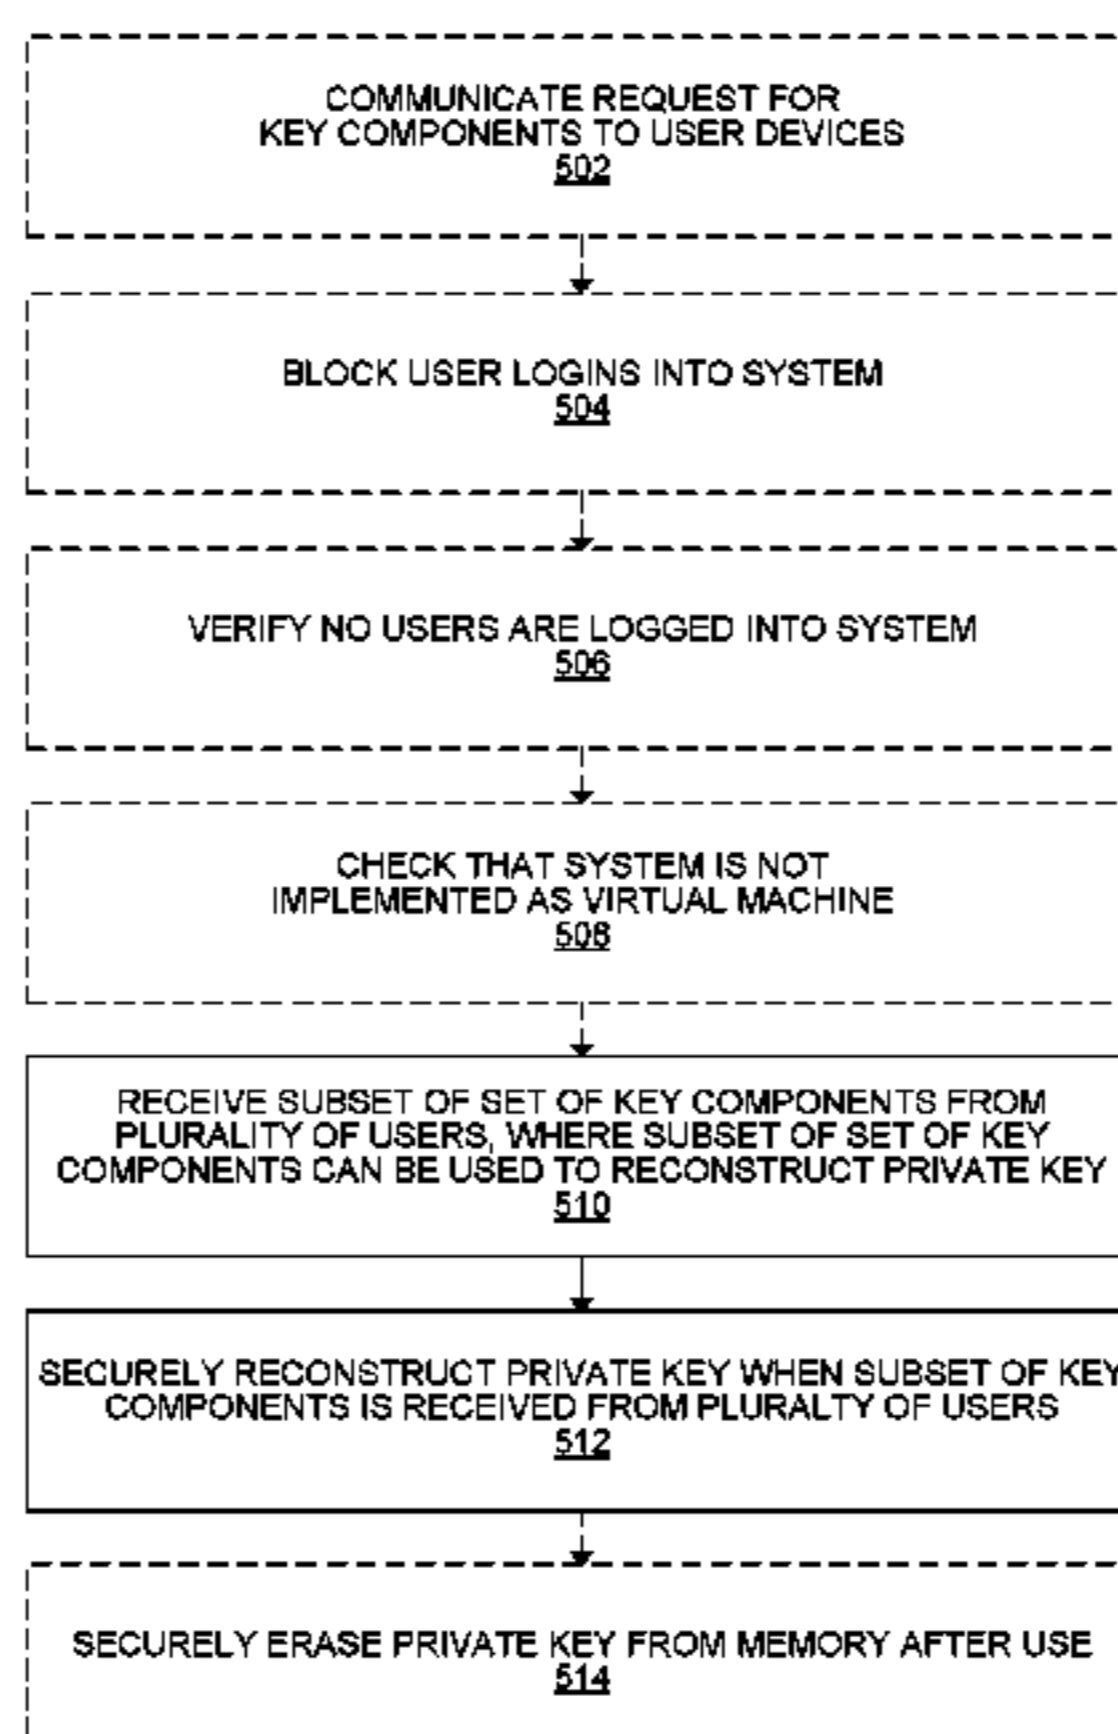 COMMUNICATE REQUEST FOR
KEY COMPONENTS TO USER DEVICES
502
BLOCK USER LOGINS INTO SYSTEM
504
VERIFY NO USERS ARE LOGGED INTO SYSTEM
506
CHECK THAT SYSTEM IS NOT
IMPLEMENTED AS VIRTUAL MACHINE
508
RECEIVE SUBSET OF SET OF KEY COMPONENTS FROM
PLURALITY OF USERS, WHERE SUBSET OF SET OF KEY
COMPONENTS CAN BE USED TO RECONSTRUCT PRIVATE KEY
510
SECURELY RECONSTRUCT PRIVATE KEY WHEN SUBSET OF KEY
COMPONENTS IS RECEIVED FROM PLURALTY OF USERS
512
SECURELY ERASE PRIVATE KEY FROM MEMORY AFTER USE
514